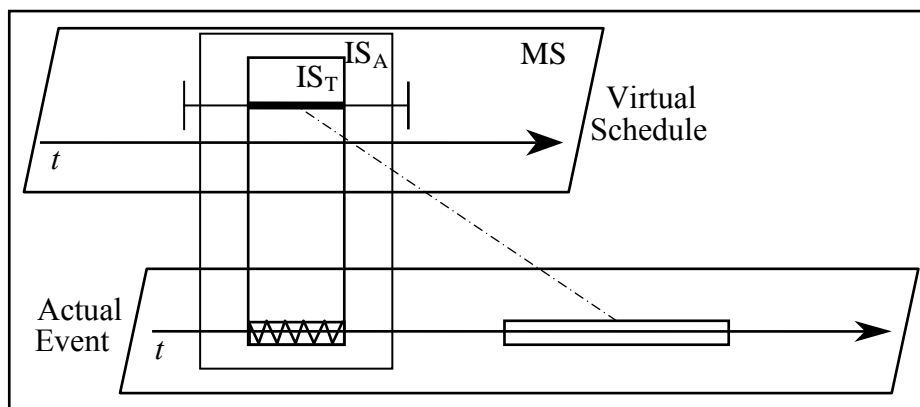 IS_A
MS
IS_T
Virtual
Schedule
t
Actual
Event
t